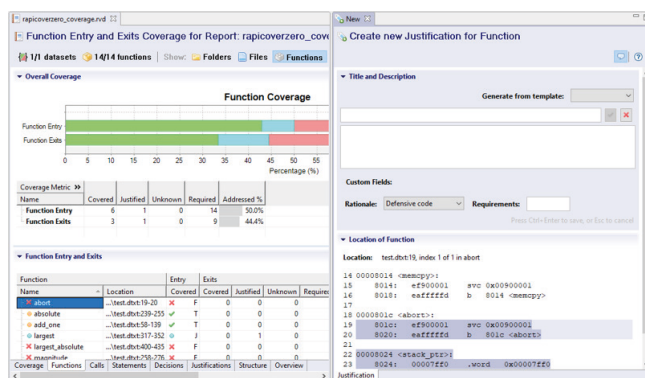 rapicoverzero_coverage.rvd
Function Entry and Exits Coverage for Report: rapicoverzero_cov
1/1 datasets 14/14 functions Show: Folders Files Functions
Overall Coverage
Function Coverage
Function Entry
Function Exits
0 5 10 15 20 25 30 35 40 45 50 55
Percentage (%)
Coverage Metric
Name Covered Justified Unknown Required Addressed %
Function Entry 6 1 0 14 50.0%
Function Exits 3 1 0 9 44.4%
Function Entry and Exits
Function Entry Exits
Name Location Covered Covered Justified Unknown Require
abort ...\test.dtxt:19-20 F 0 0 0
absolute ...\test.dtxt:239-255 F 0 0 0
add_one ...\test.dtxt:58-139 T 0 0 0
largest ...\test.dtxt:317-352 J 0 1 0
largest_absolute ...\test.dtxt:400-435 F 0 0 0
magnitude ...\test.dtxt:258-276 F 0 0 0
Coverage Functions Calls Statements Decisions Justifications Structure Overview
New
Create new Justification for Function
Title and Description
Generate from template:
Custom Fields:
Rationale: Defensive code Requirements:
Press Ctrl+Enter to save, or Esc to cancel
Location of Function
Location: test.dtxt:19, index 1 of 1 in abort
14 00008014 <memcpy>:
15 8014: ef900001 svc 0x00900001
16 8018: eafffffd b 8014 <memcpy>
17
18 0000801c <abort>:
19 801c: ef900001 svc 0x00900001
20 8020: eafffffd b 801c <abort>
21
22 00008024 <stack_ptr>:
23 8024: 00007ff0 .word 0x00007ff0
Justification